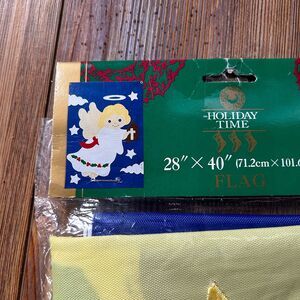 HOLIDAY
TIME
28" × 40" (71.2cm×101.6
FLAG